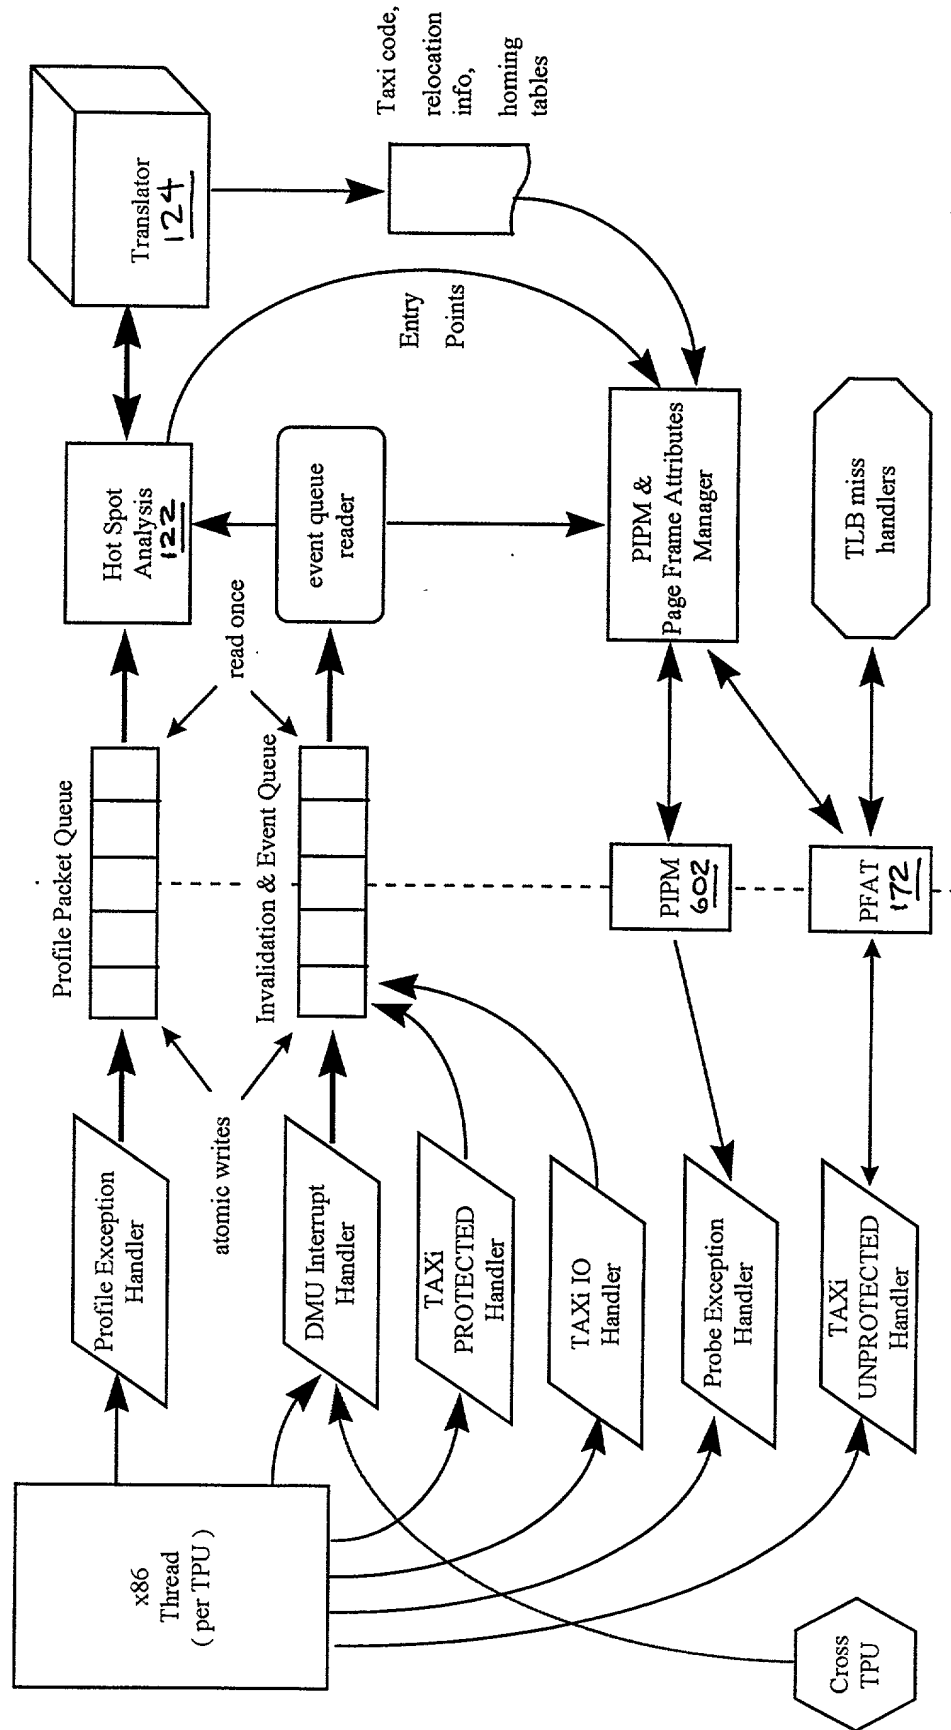 x86
Thread
( per TPU )
Cross
TPU
Profile Exception
Handler
DMU Interrupt
Handler
TAXi
PROTECTED
Handler
TAXi IO
Handler
Probe Exception
Handler
TAXi
UNPROTECTED
Handler
atomic writes
Profile Packet Queue
Invalidation & Event Queue
read once
PIPM
602
PFAT
172
Hot Spot
Analysis
122
event queue
reader
PIPM &
Page Frame Attributes
Manager
TLB miss
handlers
Entry
Points
Translator
124
Taxi code,
relocation
info,
homing
tables